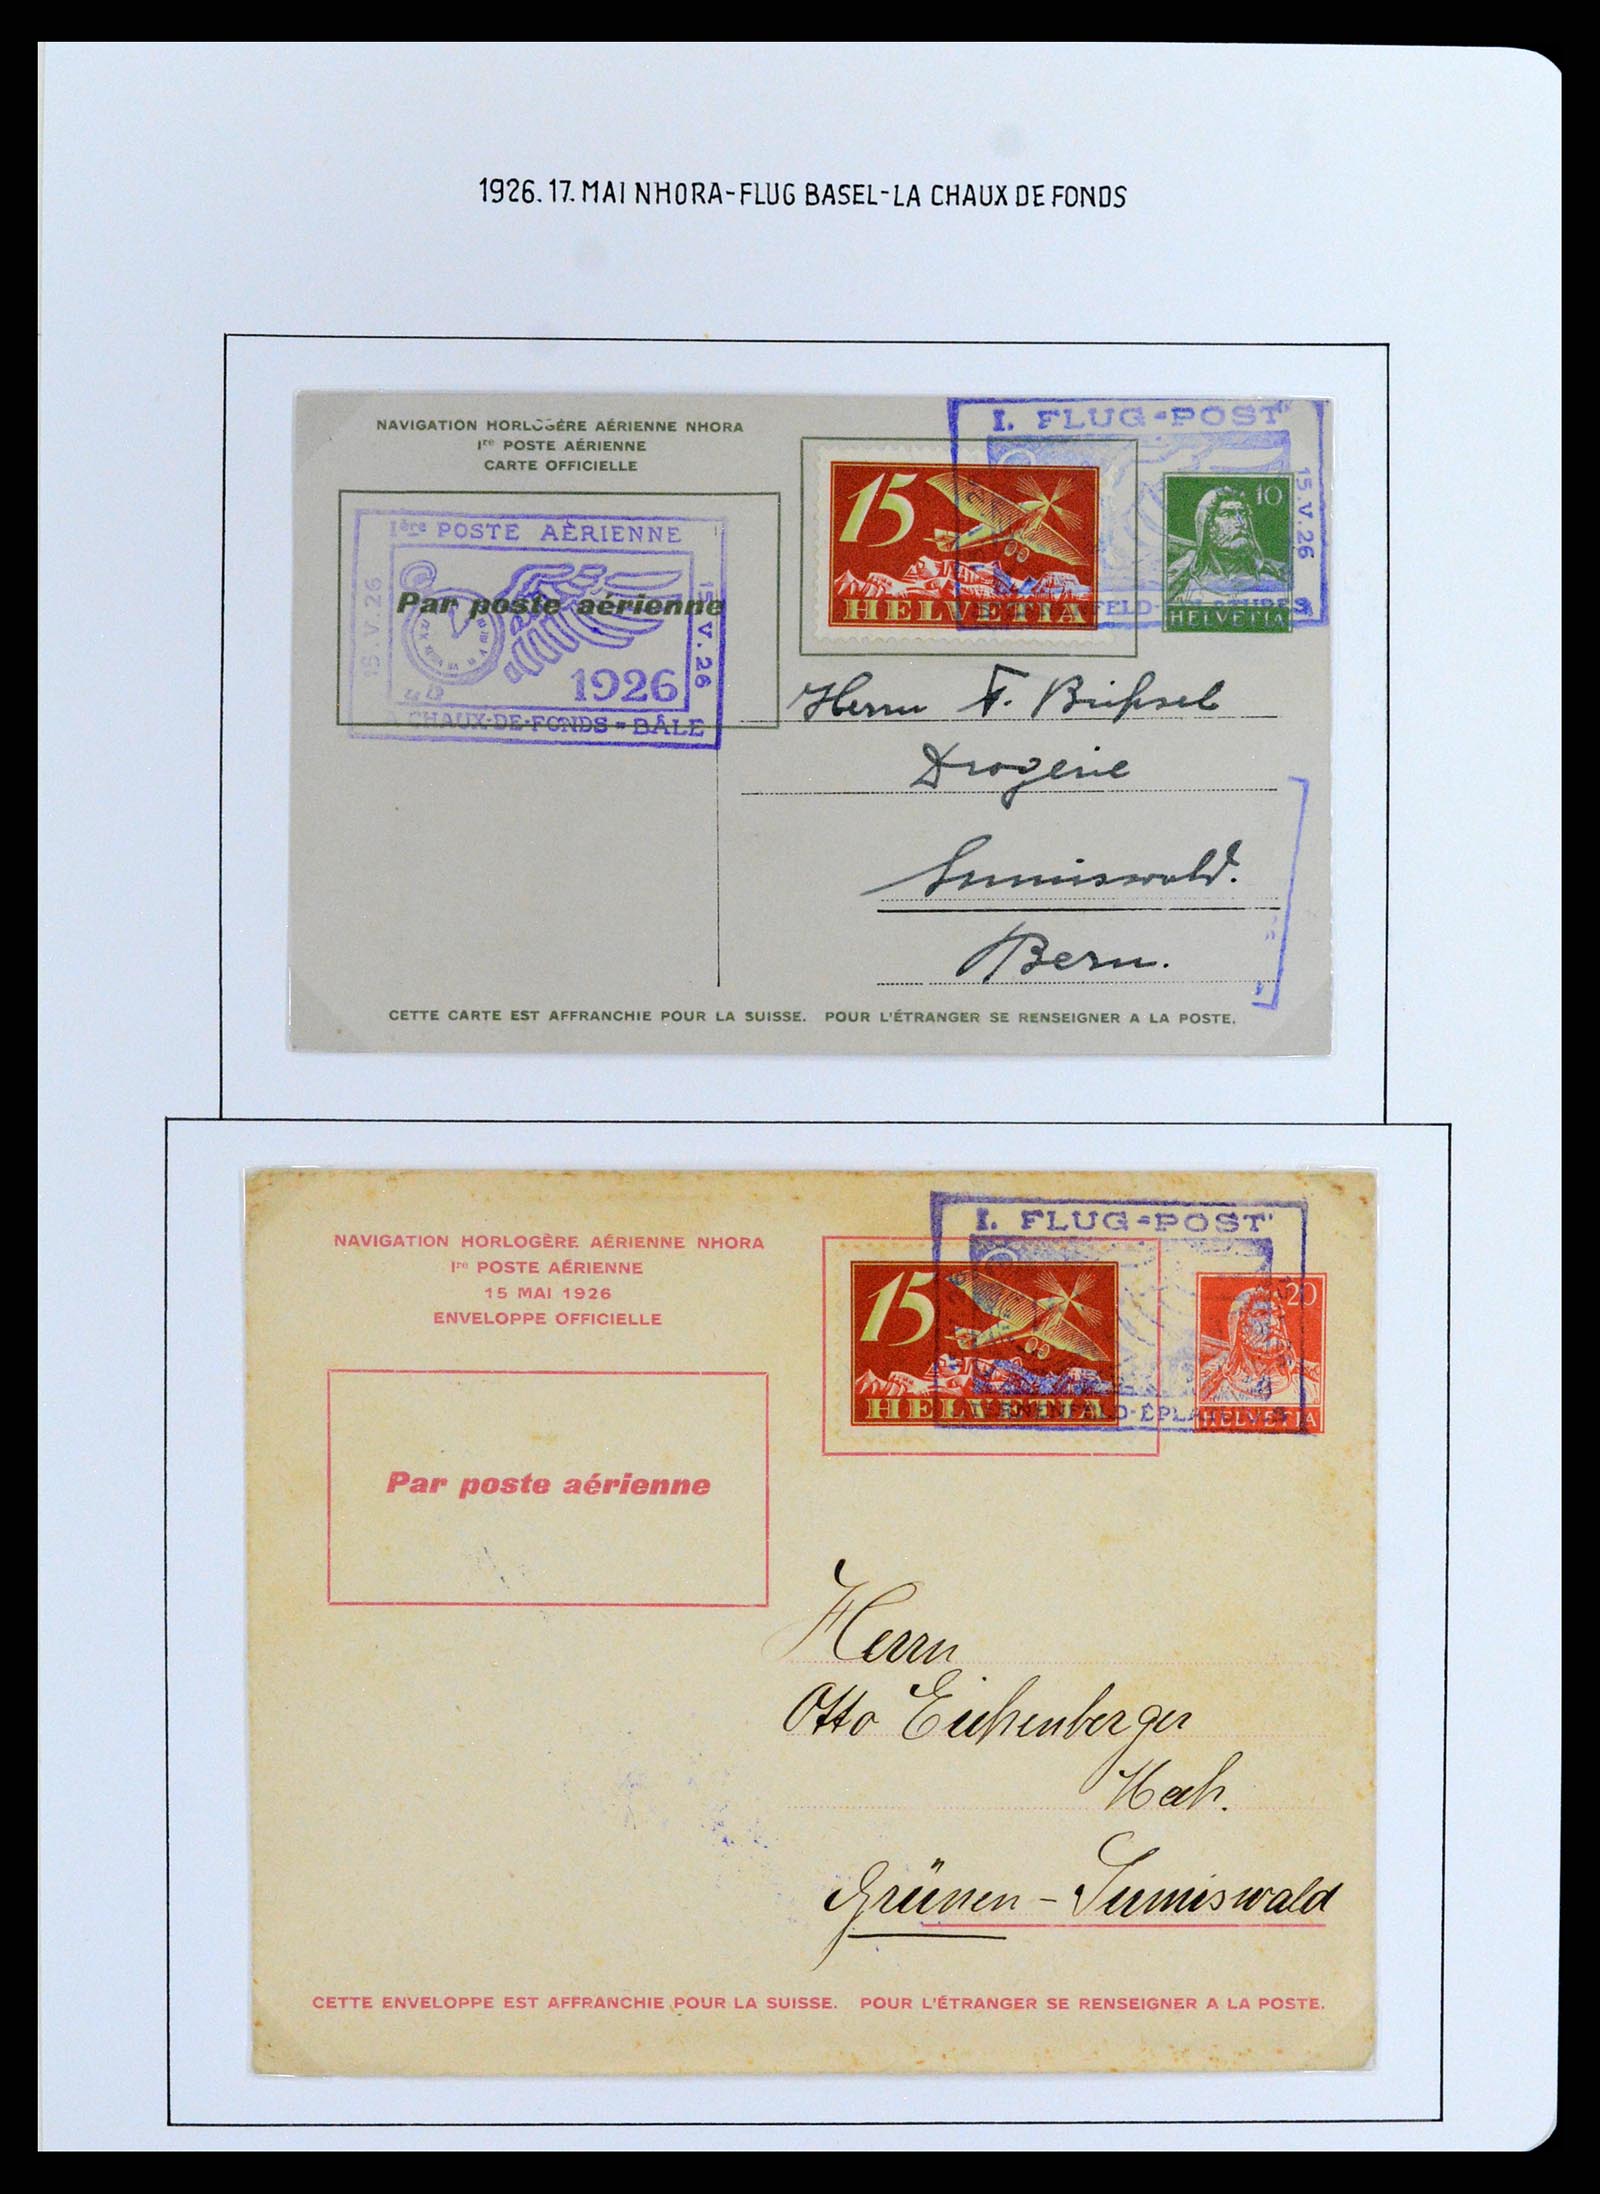 1926. 17. MAI NHORA-FLUG BASEL-LA CHAUX DE FONDS
NAVIGATION HORLOGÈRE AÉRIENNE NHORA
Iʳᵉ POSTE AÉRIENNE
CARTE OFFICIELLE
I. FLUG-POST
15
HELVETIA
10
HELVETIA
15.V.26
Ière POSTE AÉRIENNE
15.V.26
Par poste aérienne
15.V.26
1926
CHAUX-DE-FONDS = BÂLE
Herrn F.
Drogerie
Sumiswald.
Bern.
CETTE CARTE EST AFFRANCHIE POUR LA SUISSE. POUR L'ÉTRANGER SE RENSEIGNER A LA POSTE.
NAVIGATION HORLOGÈRE AÉRIENNE NHORA
Iʳᵉ POSTE AÉRIENNE
15 MAI 1926
ENVELOPPE OFFICIELLE
I. FLUG-POST
15
HELVETIA
20
HELVETIA
Par poste aérienne
Herrn
Otto Eichenberger
Grünen - Sumiswald
CETTE ENVELOPPE EST AFFRANCHIE POUR LA SUISSE. POUR L'ÉTRANGER SE RENSEIGNER A LA POSTE.